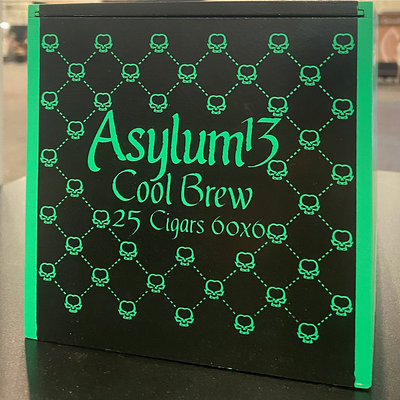 Asylum13
Cool Brew
25 Cigars 60x6